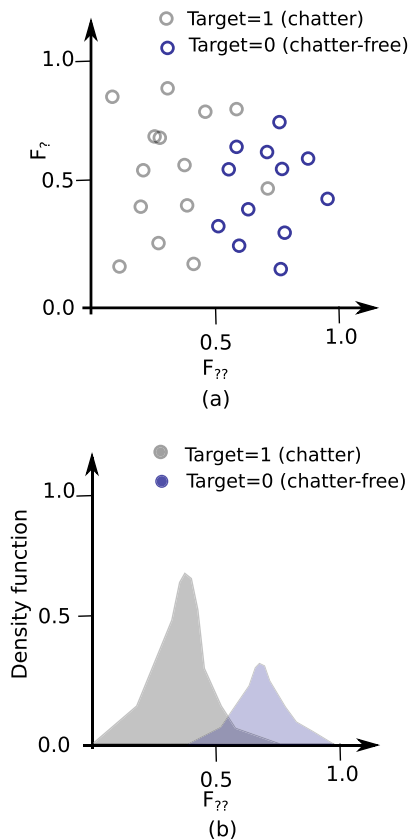 Target=1 (chatter)
Target=0 (chatter-free)
1.0
F?
0.5
0.0
0.5
1.0
F??
(a)
Target=1 (chatter)
Target=0 (chatter-free)
1.0
Density function
0.5
0.0
0.5
1.0
F??
(b)